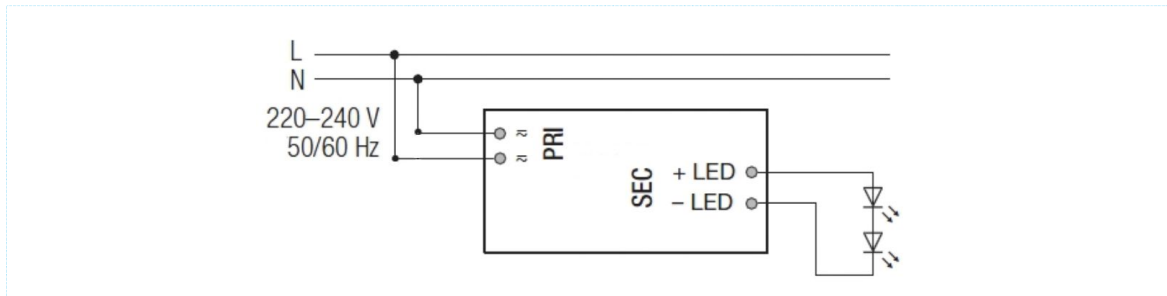 L
N
220–240 V
50/60 Hz
≈
≈
PRI
SEC
+ LED
– LED